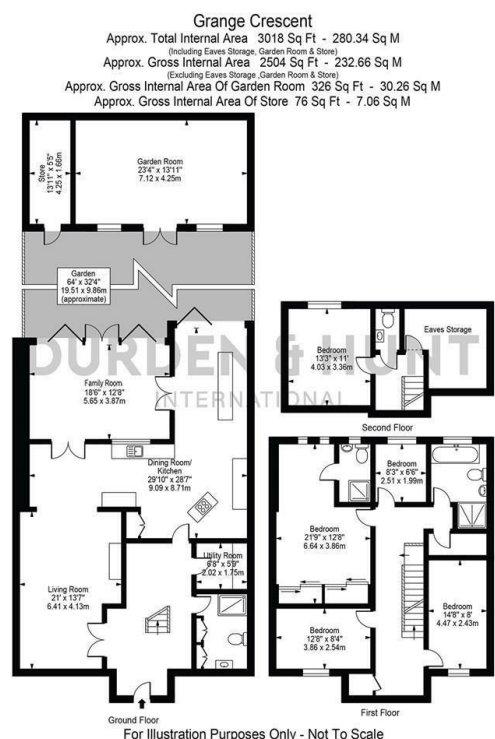 Grange Crescent
Approx. Total Internal Area 3018 Sq Ft - 280.34 Sq M
(Including Eaves Storage, Garden Room & Store)
Approx. Gross Internal Area 2504 Sq Ft - 232.66 Sq M
(Excluding Eaves Storage ,Garden Room & Store)
Approx. Gross Internal Area Of Garden Room 326 Sq Ft - 30.26 Sq M
Approx. Gross Internal Area Of Store 76 Sq Ft - 7.06 Sq M
Store
13'11" x 5'5"
4.25 x 1.66m
Garden Room
23'4" x 13'11"
7.12 x 4.25m
Garden
64' x 32'4"
19.51 x 9.86m
(approximate)
DURDEN & HUNT
INTERNATIONAL
Family Room
18'6" x 12'8"
5.65 x 3.87m
Dining Room/
Kitchen
29'10" x 28'7"
9.09 x 8.71m
Living Room
21' x 13'7"
6.41 x 4.13m
Utility Room
6'8" x 5'9"
2.02 x 1.75m
Ground Floor
Bedroom
13'3" x 11'
4.03 x 3.36m
Eaves Storage
Second Floor
Bedroom
8'3" x 6'6"
2.51 x 1.99m
Bedroom
21'9" x 12'8"
6.64 x 3.86m
Bedroom
12'8" x 8'4"
3.86 x 2.54m
Bedroom
14'8" x 8'
4.47 x 2.43m
First Floor
For Illustration Purposes Only - Not To Scale